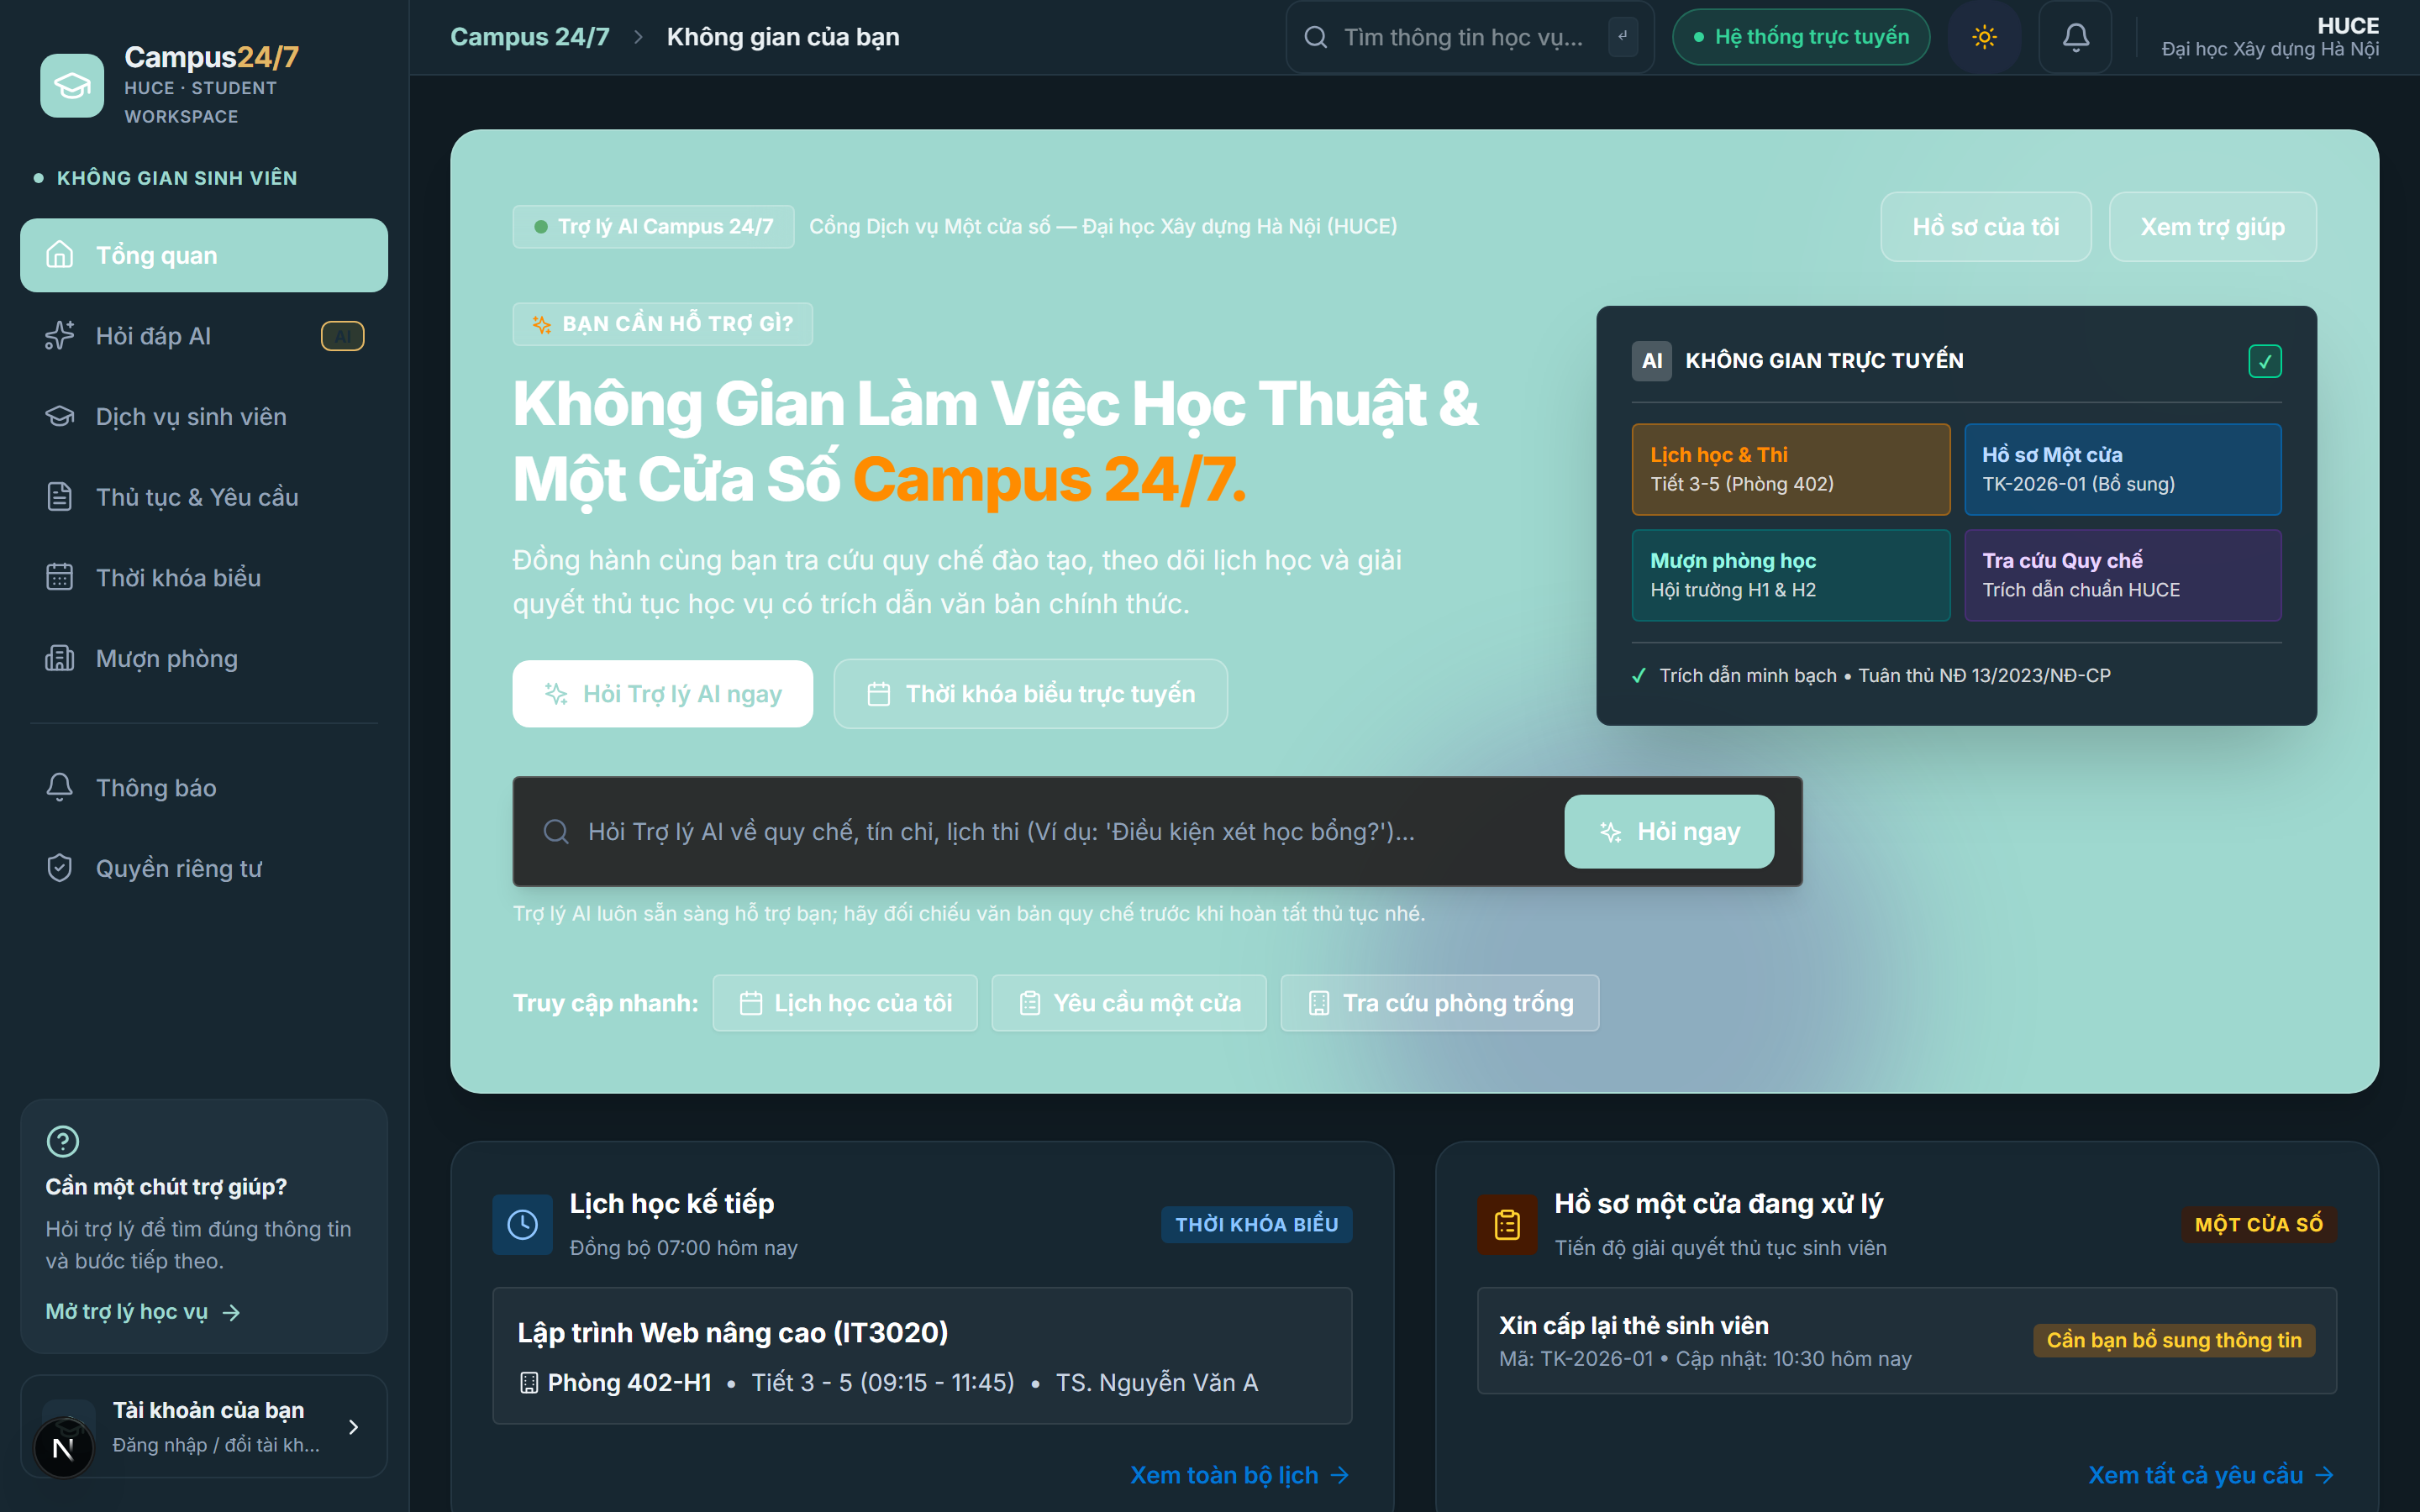 Campus24/7
HUCE · STUDENT
WORKSPACE
KHÔNG GIAN SINH VIÊN
Tổng quan
Hỏi đáp AI
AI
Dịch vụ sinh viên
Thủ tục & Yêu cầu
Thời khóa biểu
Mượn phòng
Thông báo
Quyền riêng tư
Cần một chút trợ giúp?
Hỏi trợ lý để tìm đúng thông tin
và bước tiếp theo.
Mở trợ lý học vụ
Tài khoản của bạn
Đăng nhập / đổi tài kh...
N
Campus 24/7
Không gian của bạn
Tìm thông tin học vụ...
Hệ thống trực tuyến
HUCE
Đại học Xây dựng Hà Nội
Trợ lý AI Campus 24/7
Cổng Dịch vụ Một cửa số — Đại học Xây dựng Hà Nội (HUCE)
Hồ sơ của tôi
Xem trợ giúp
BẠN CẦN HỖ TRỢ GÌ?
Không Gian Làm Việc Học Thuật &
Một Cửa Số Campus 24/7.
Đồng hành cùng bạn tra cứu quy chế đào tạo, theo dõi lịch học và giải
quyết thủ tục học vụ có trích dẫn văn bản chính thức.
Hỏi Trợ lý AI ngay
Thời khóa biểu trực tuyến
AI KHÔNG GIAN TRỰC TUYẾN
Lịch học & Thi
Tiết 3-5 (Phòng 402)
Hồ sơ Một cửa
TK-2026-01 (Bổ sung)
Mượn phòng học
Hội trường H1 & H2
Tra cứu Quy chế
Trích dẫn chuẩn HUCE
✓ Trích dẫn minh bạch • Tuân thủ NĐ 13/2023/NĐ-CP
Hỏi Trợ lý AI về quy chế, tín chỉ, lịch thi (Ví dụ: 'Điều kiện xét học bổng?')...
Hỏi ngay
Trợ lý AI luôn sẵn sàng hỗ trợ bạn; hãy đối chiếu văn bản quy chế trước khi hoàn tất thủ tục nhé.
Truy cập nhanh:
Lịch học của tôi
Yêu cầu một cửa
Tra cứu phòng trống
Lịch học kế tiếp
Đồng bộ 07:00 hôm nay
THỜI KHÓA BIỂU
Lập trình Web nâng cao (IT3020)
Phòng 402-H1 • Tiết 3 - 5 (09:15 - 11:45) • TS. Nguyễn Văn A
Xem toàn bộ lịch
Hồ sơ một cửa đang xử lý
Tiến độ giải quyết thủ tục sinh viên
MỘT CỬA SỐ
Xin cấp lại thẻ sinh viên
Mã: TK-2026-01 • Cập nhật: 10:30 hôm nay
Cần bạn bổ sung thông tin
Xem tất cả yêu cầu